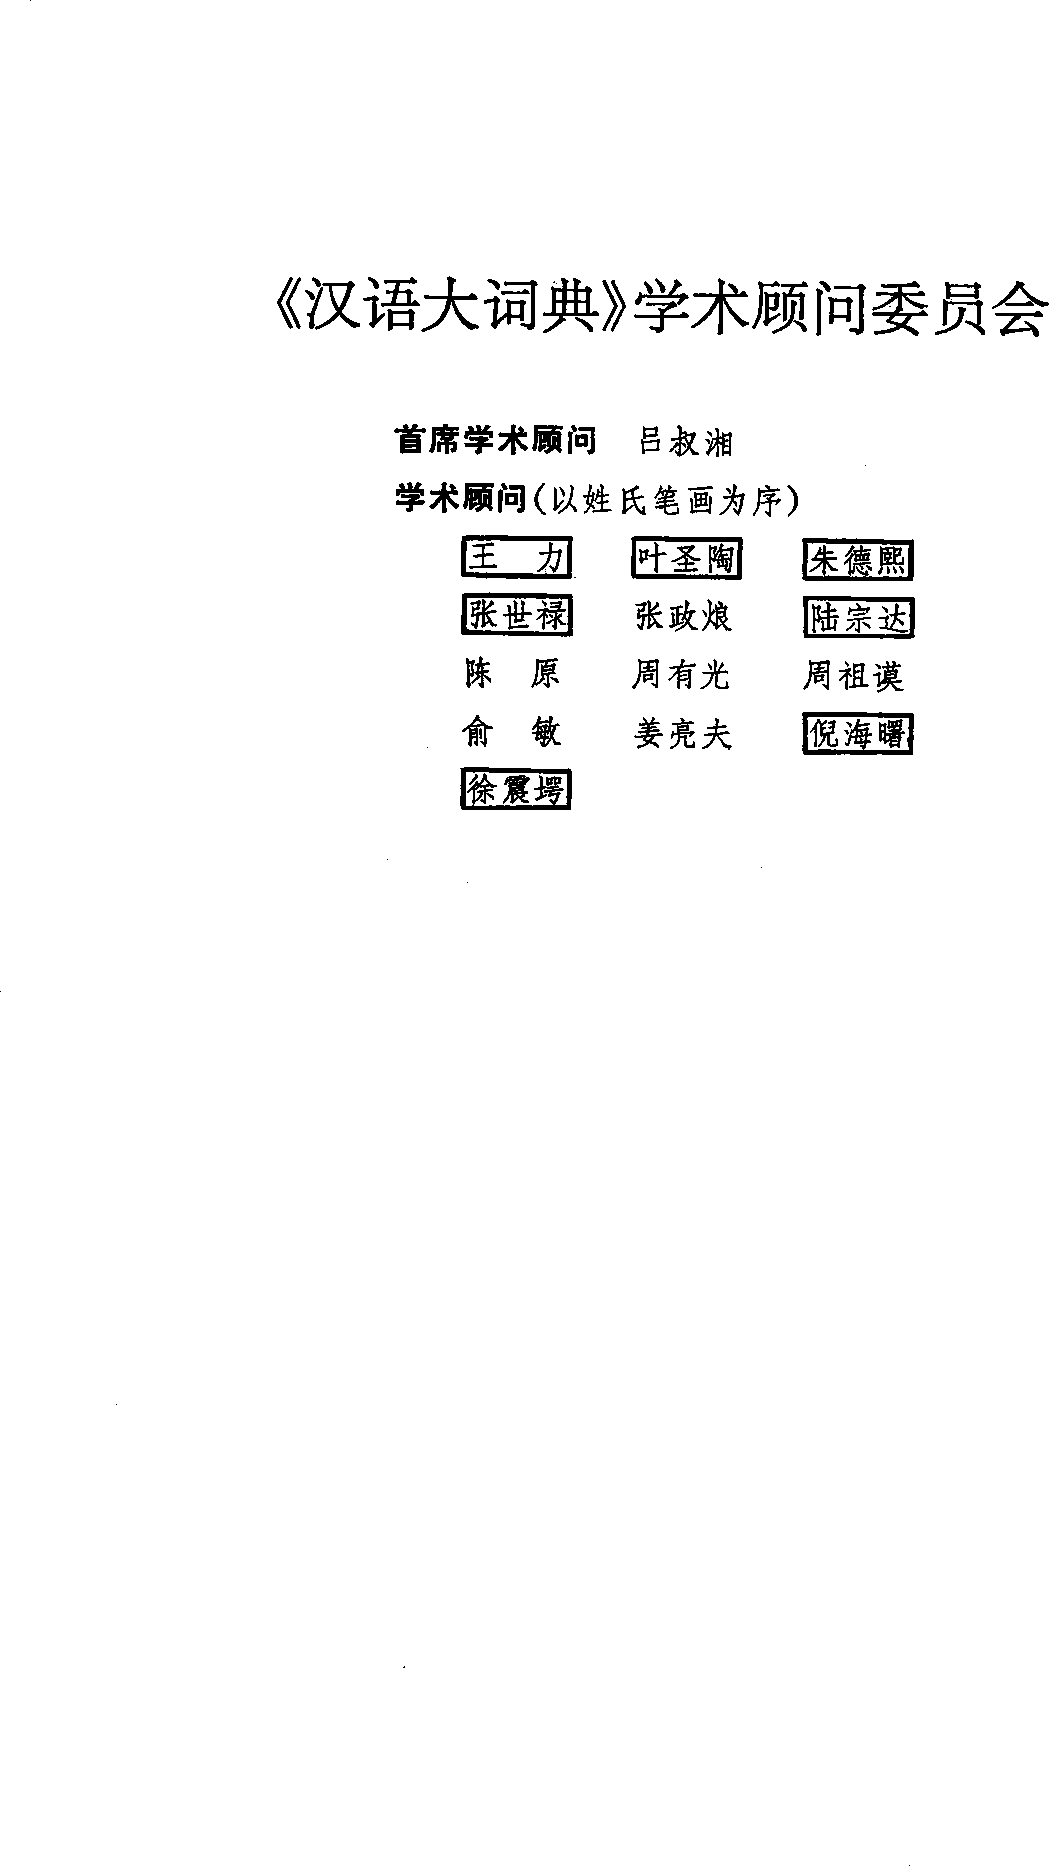 《汉语大词典》学术顾问委员会
首席学术顾问 吕叔湘
学术顾问(以姓氏笔画为序)
王 力 叶圣陶 朱德熙
张世禄 张政烺 陆宗达
陈 原 周有光 周祖谟
俞 敏 姜亮夫 倪海曙
徐震堮